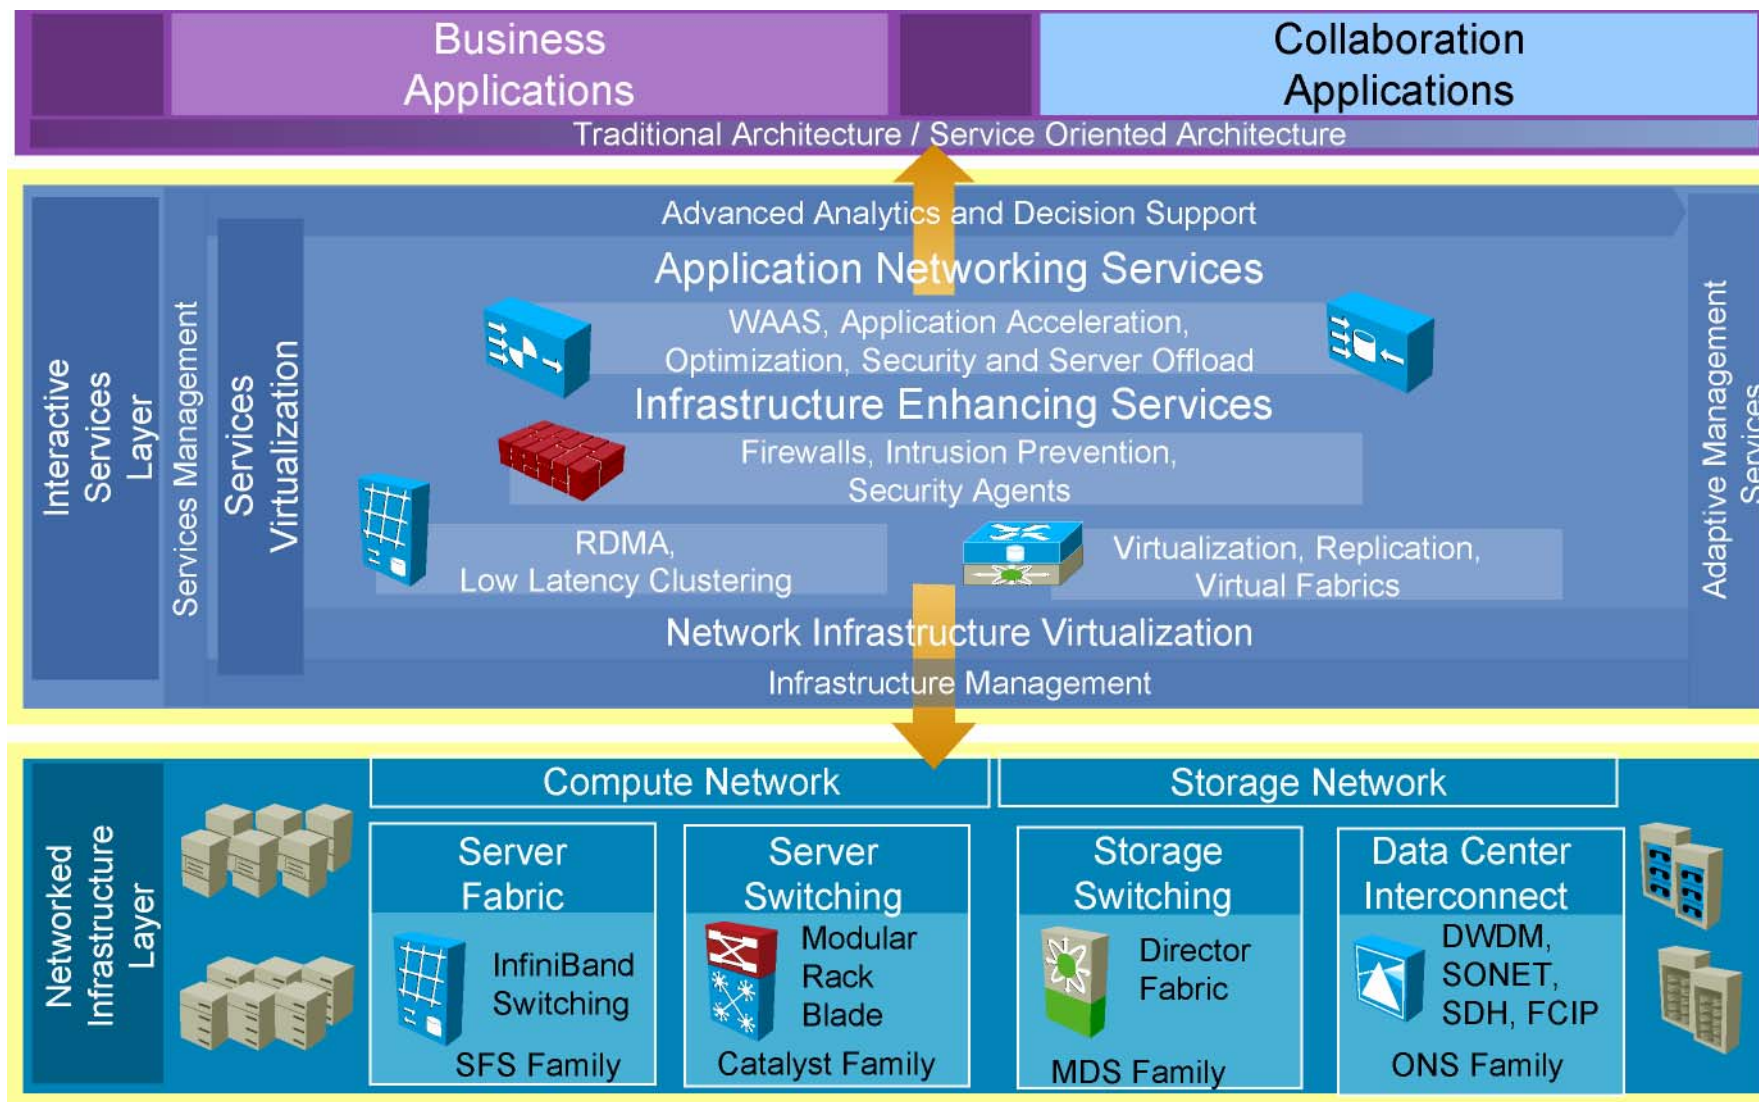 Business
Applications
Collaboration
Applications
Traditional Architecture / Service Oriented Architecture
Interactive
Services
Layer
Services Management
Services
Virtualization
Advanced Analytics and Decision Support
Application Networking Services
WAAS, Application Acceleration,
Optimization, Security and Server Offload
Infrastructure Enhancing Services
Firewalls, Intrusion Prevention,
Security Agents
RDMA,
Low Latency Clustering
Virtualization, Replication,
Virtual Fabrics
Network Infrastructure Virtualization
Infrastructure Management
Adaptive Management
Services
Networked
Infrastructure
Layer
Compute Network
Storage Network
Server
Fabric
InfiniBand
Switching
SFS Family
Server
Switching
Modular
Rack
Blade
Catalyst Family
Storage
Switching
Director
Fabric
MDS Family
Data Center
Interconnect
DWDM,
SONET,
SDH, FCIP
ONS Family